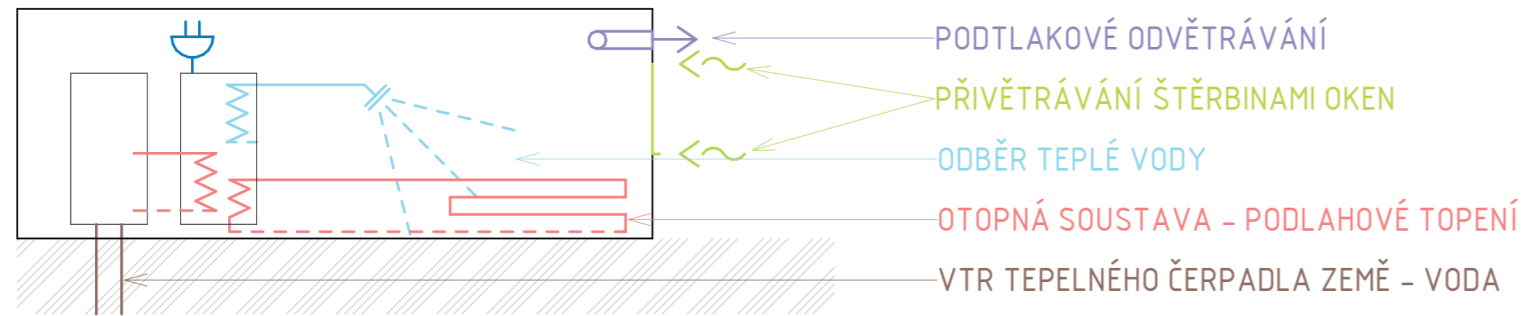 PODTLAKOVÉ ODVĚTRÁVÁNÍ
PŘIVĚTRÁVÁNÍ ŠTĚRBINAMI OKEN
ODBĚR TEPLÉ VODY
OTOPNÁ SOUSTAVA - PODLAHOVÉ TOPENÍ
VTR TEPELNÉHO ČERPADLA ZEMĚ - VODA